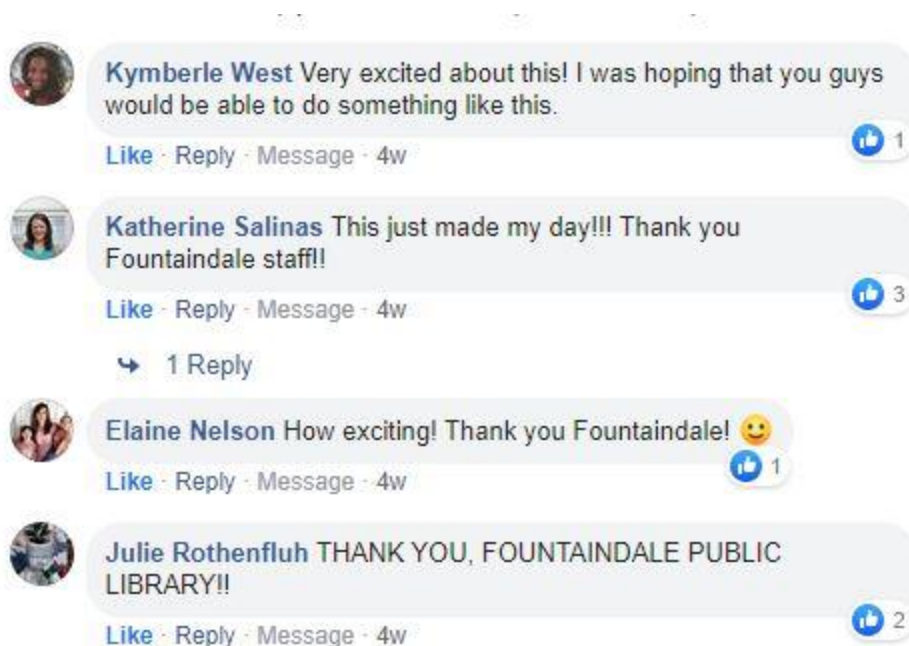 Kymberle West Very excited about this! I was hoping that you guys
would be able to do something like this.
1
Like · Reply · Message · 4w
Katherine Salinas This just made my day!!! Thank you
Fountaindale staff!!
3
Like · Reply · Message · 4w
1 Reply
Elaine Nelson How exciting! Thank you Fountaindale! 🙂
1
Like · Reply · Message · 4w
Julie Rothenfluh THANK YOU, FOUNTAINDALE PUBLIC
LIBRARY!!
2
Like · Reply · Message · 4w